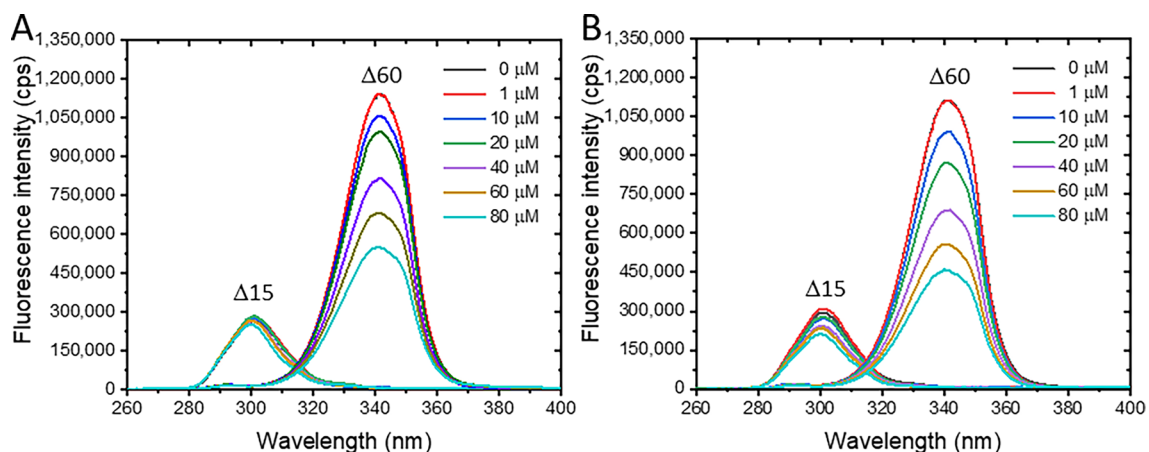 A
Fluorescence intensity (cps)
1,350,000
1,200,000
1,050,000
900,000
750,000
600,000
450,000
300,000
150,000
0
Δ15
Δ60
0 μM
1 μM
10 μM
20 μM
40 μM
60 μM
80 μM
260 280 300 320 340 360 380 400
Wavelength (nm)
B
Fluorescence intensity (cps)
1,350,000
1,200,000
1,050,000
900,000
750,000
600,000
450,000
300,000
150,000
0
Δ15
Δ60
0 μM
1 μM
10 μM
20 μM
40 μM
60 μM
80 μM
260 280 300 320 340 360 380 400
Wavelength (nm)